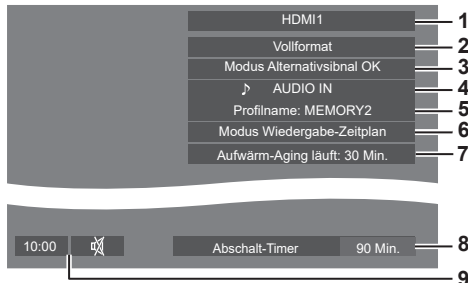 HDMI1 1
Vollformat 2
Modus Alternativsibnal OK 3
♪ AUDIO IN 4
Profilname: MEMORY2 5
Modus Wiedergabe-Zeitplan 6
Aufwärm-Aging läuft: 30 Min. 7
10:00 Abschalt-Timer 90 Min. 8
9